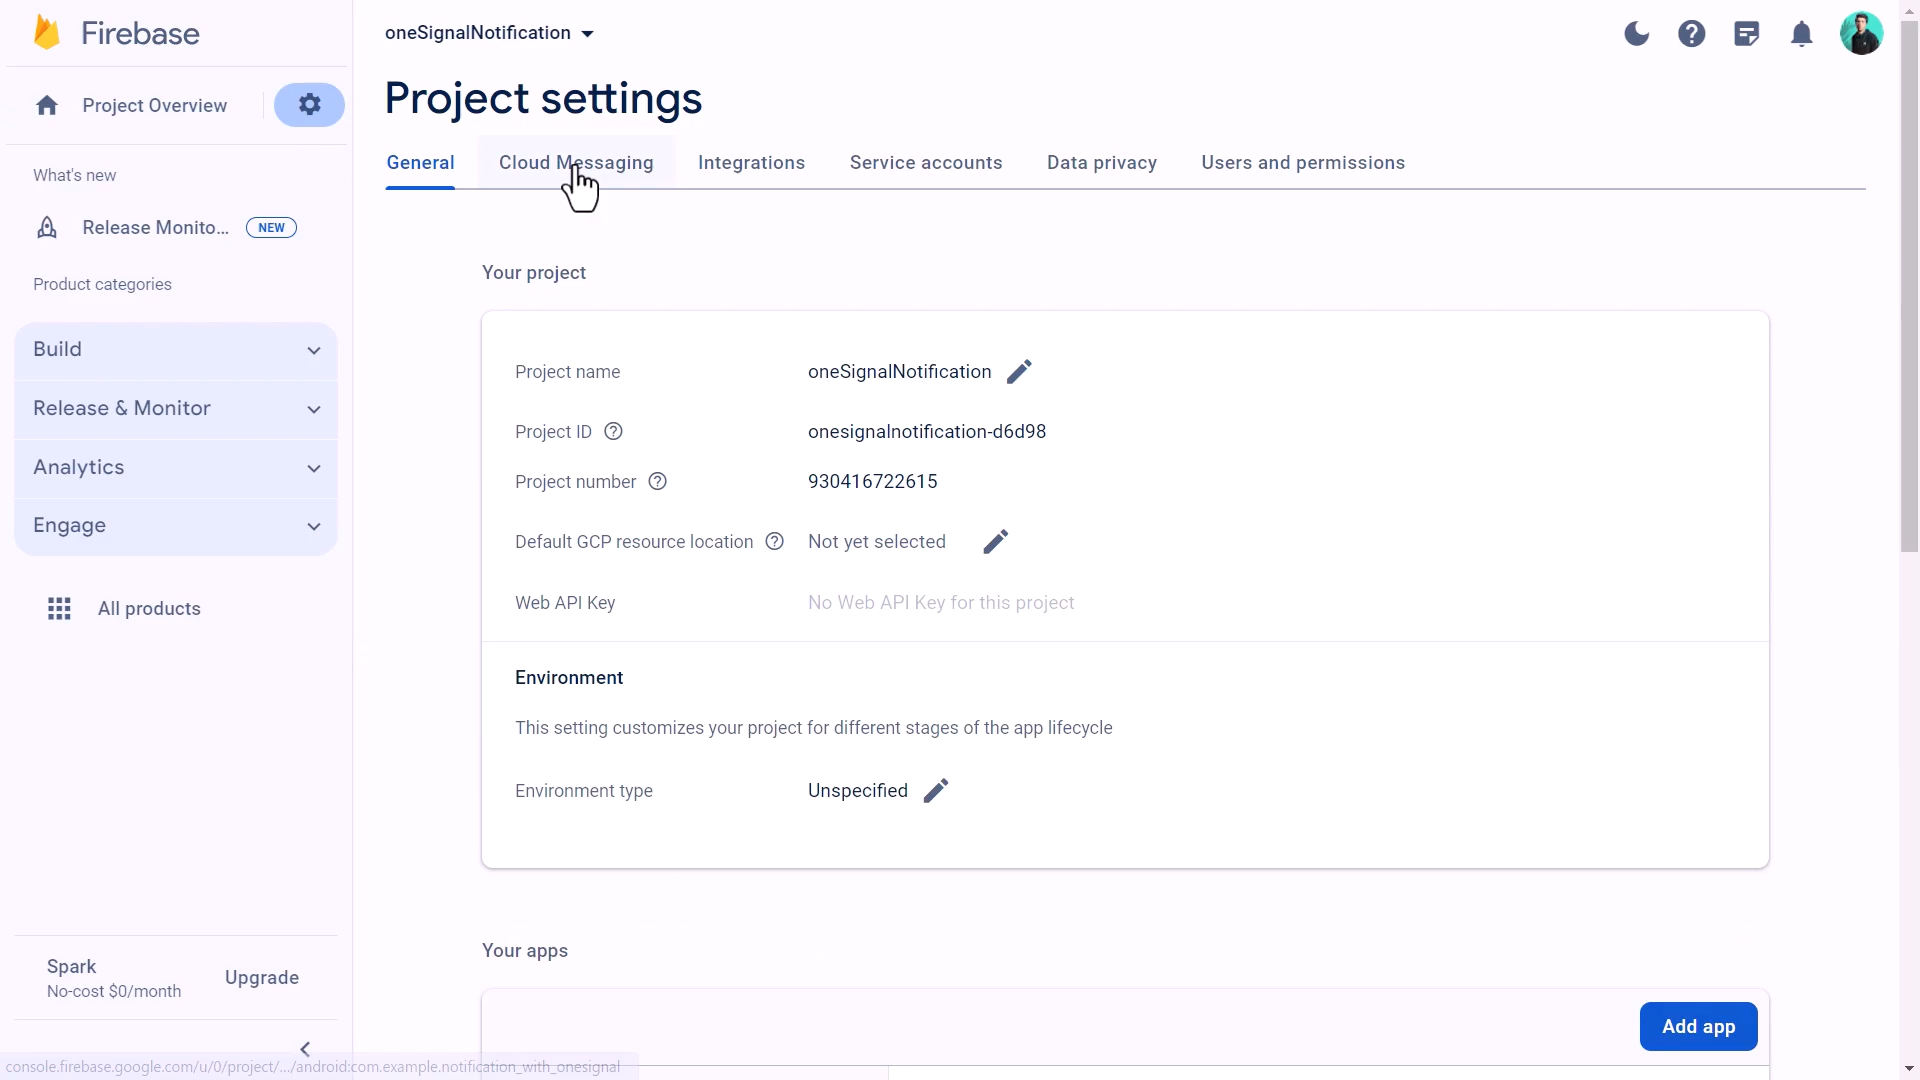 Firebase
oneSignalNotification
Project Overview
Project settings
General
Cloud Messaging
Integrations
Service accounts
Data privacy
Users and permissions
What's new
Release Monito...
NEW
Product categories
Build
Release & Monitor
Analytics
Engage
All products
Your project
Project name
oneSignalNotification
Project ID
onesignalnotification-d6d98
Project number
930416722615
Default GCP resource location
Not yet selected
Web API Key
No Web API Key for this project
Environment
This setting customizes your project for different stages of the app lifecycle
Environment type
Unspecified
Your apps
Add app
Spark
No-cost $0/month
Upgrade
console.firebase.google.com/u/0/project/.../android:com.example.notification_with_onesignal